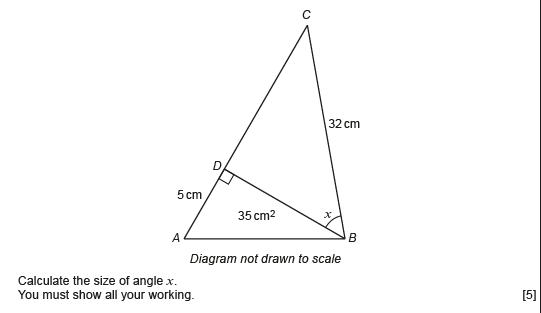 C
32 cm
D
5 cm
35 cm²
x
A
B
Diagram not drawn to scale
Calculate the size of angle x.
You must show all your working.
[5]